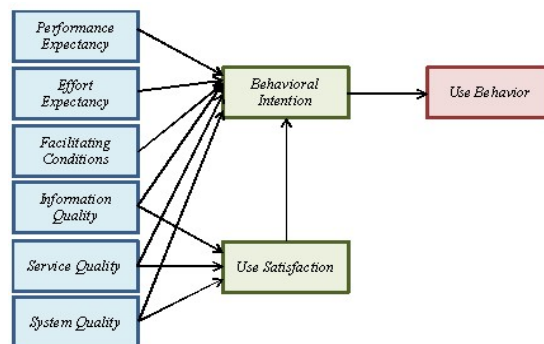 Performance
Expectancy
Effort
Expectancy
Facilitating
Conditions
Information
Quality
Service Quality
System Quality
Behavioral
Intention
Use Satisfaction
Use Behavior